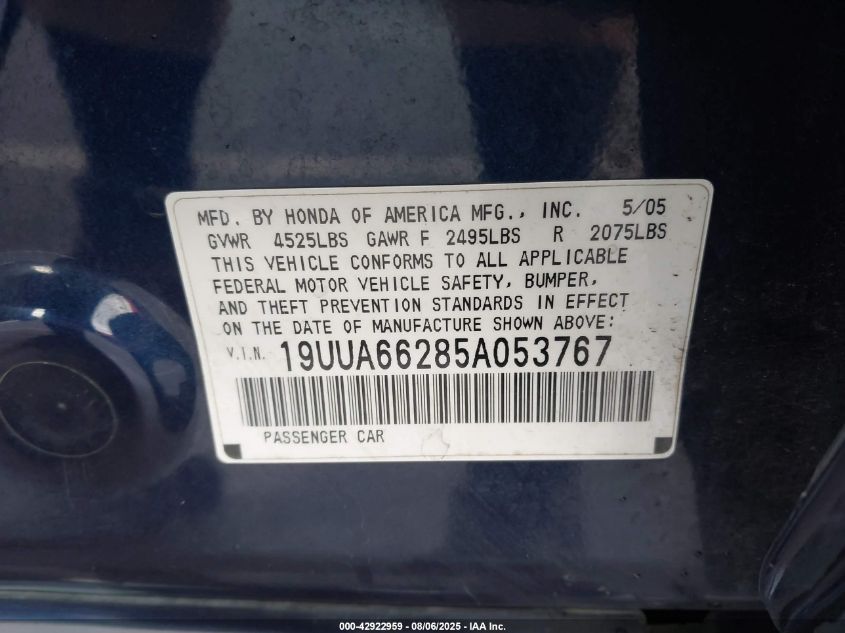 MFD. BY HONDA OF AMERICA MFG., INC. 5/05
GVWR 4525LBS GAWR F 2495LBS R 2075LBS
THIS VEHICLE CONFORMS TO ALL APPLICABLE
FEDERAL MOTOR VEHICLE SAFETY, BUMPER,
AND THEFT PREVENTION STANDARDS IN EFFECT
ON THE DATE OF MANUFACTURE SHOWN ABOVE:
V.I.N. 19UUA66285A053767
PASSENGER CAR
000-42922959 - 08/06/2025 - IAA Inc.